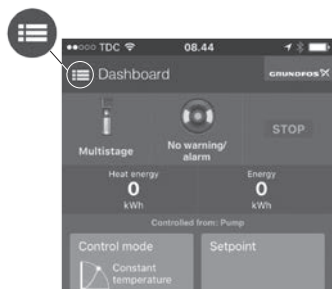 TDC 08.44
Dashboard GRUNDFOS
Multistage
No warning/
alarm
STOP
Heat energy Energy
0 0
kWh kWh
Controlled from: Pump
Control mode Setpoint
Constant
temperature